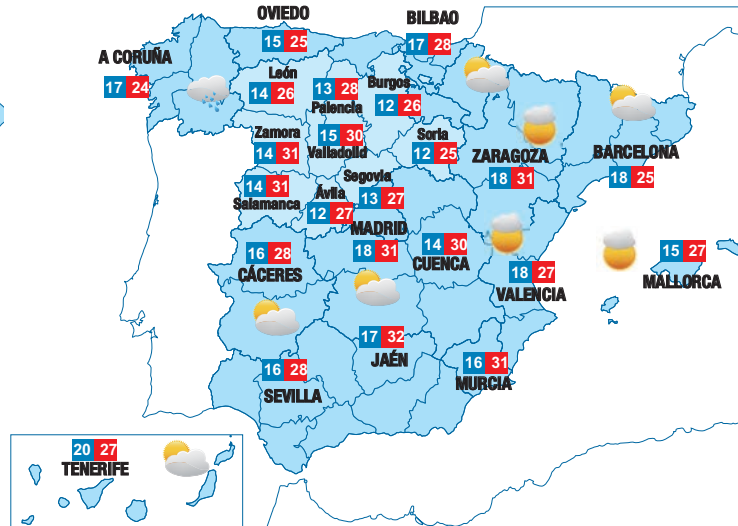 OVIEDO
15 25
BILBAO
17 28
A CORUÑA
17 24
León
14 26
13 28
Palencia
Burgos
12 26
Zamora
14 31
15 30
Valladolid
Soria
12 25
ZARAGOZA
18 31
BARCELONA
18 25
14 31
Salamanca
Ávila
12 27
Segovia
13 27
MADRID
18 31
14 30
CUENCA
16 28
CÁCERES
18 27
VALENCIA
15 27
MALLORCA
17 32
JAÉN
16 31
MURCIA
16 28
SEVILLA
20 27
TENERIFE